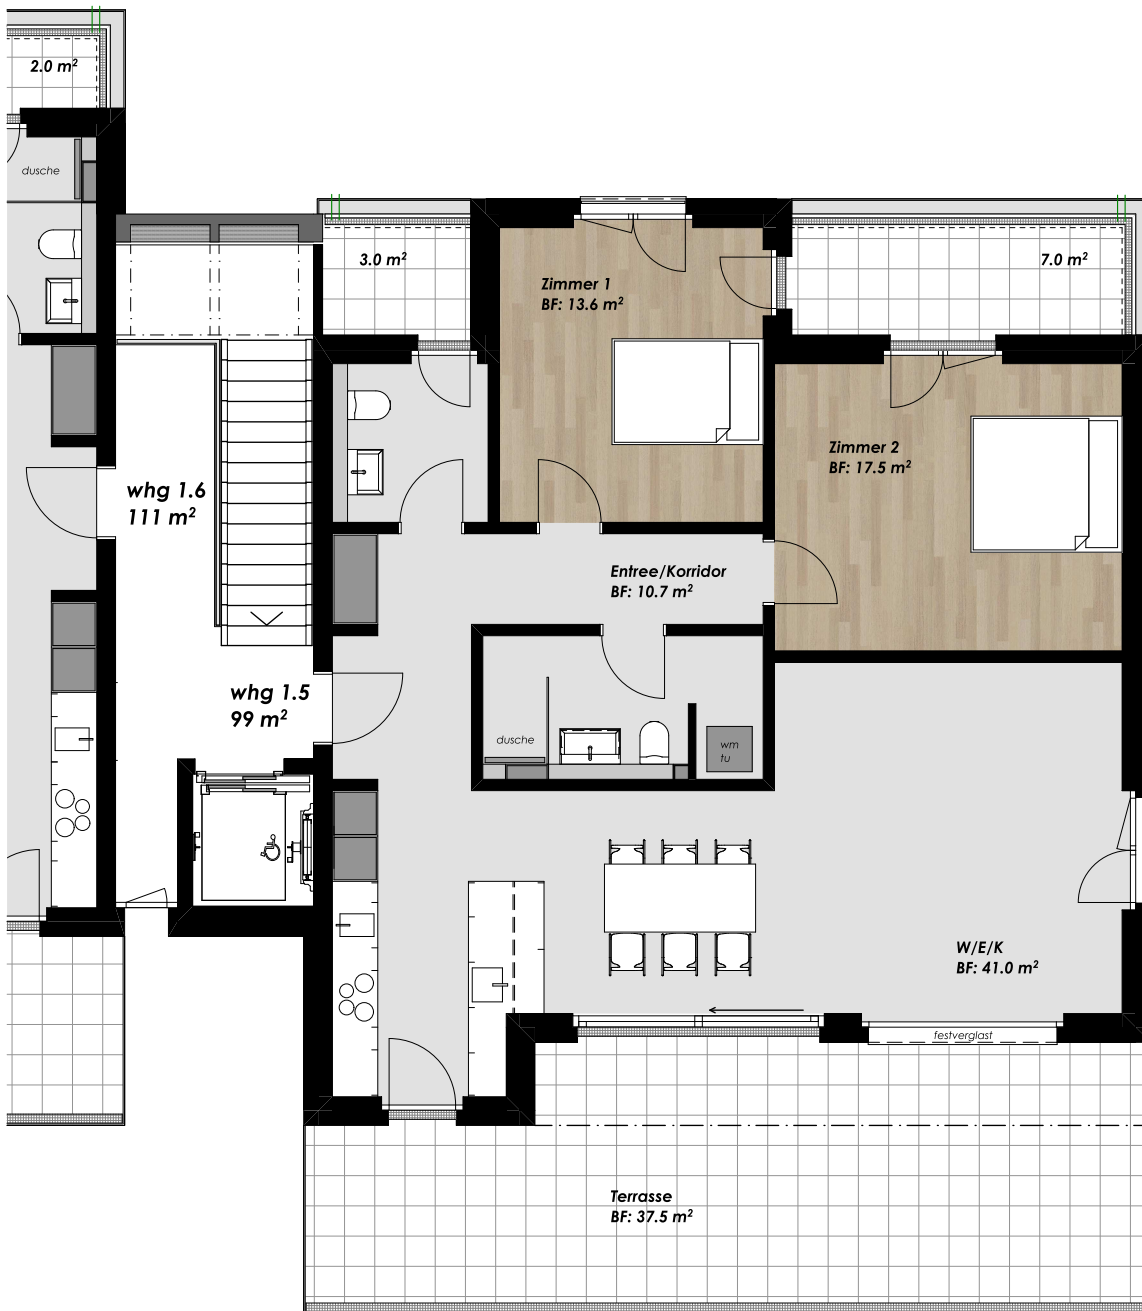 2.0 m²
dusche
3.0 m²
7.0 m²
Zimmer 1
BF: 13.6 m²
Zimmer 2
BF: 17.5 m²
whg 1.6
111 m²
Entree/Korridor
BF: 10.7 m²
whg 1.5
99 m²
dusche
wm
tu
W/E/K
BF: 41.0 m²
festverglast
Terrasse
BF: 37.5 m²